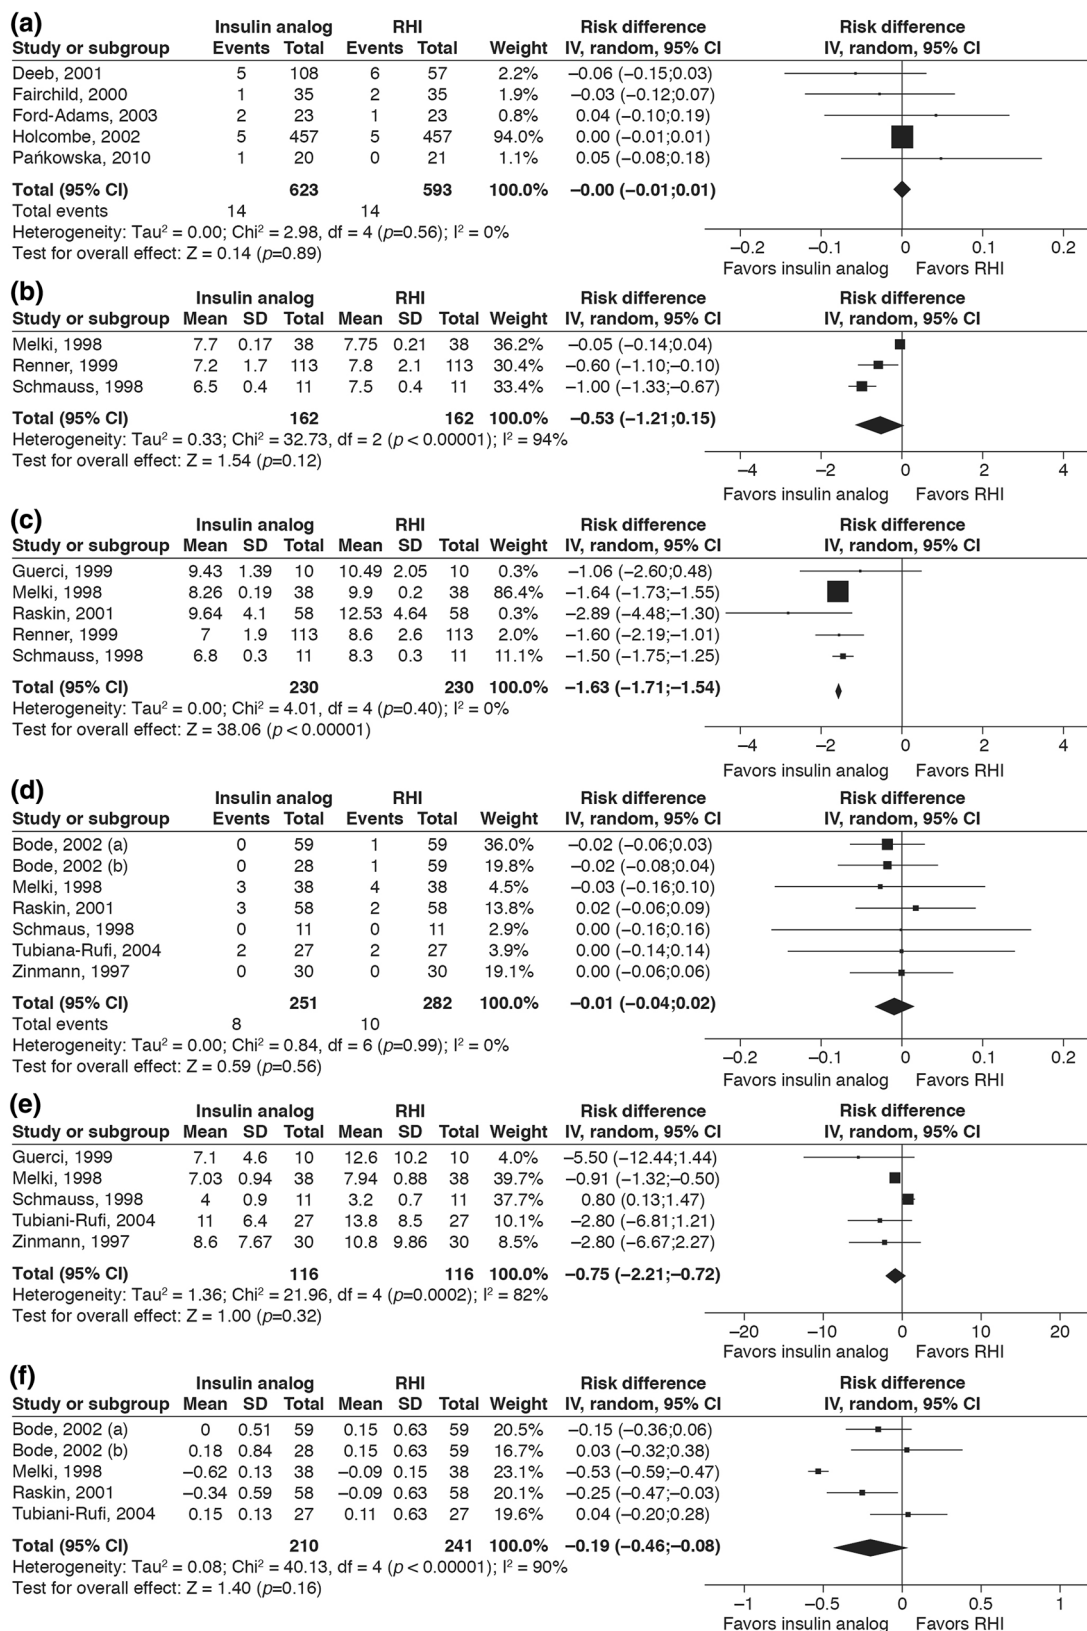 (a)
Insulin analog RHI Risk difference Risk difference
Study or subgroup Events Total Events Total Weight IV, random, 95% CI IV, random, 95% CI
Deeb, 2001 5 108 6 57 2.2% −0.06 (−0.15;0.03)
Fairchild, 2000 1 35 2 35 1.9% −0.03 (−0.12;0.07)
Ford-Adams, 2003 2 23 1 23 0.8% 0.04 (−0.10;0.19)
Holcombe, 2002 5 457 5 457 94.0% 0.00 (−0.01;0.01)
Pańkowska, 2010 1 20 0 21 1.1% 0.05 (−0.08;0.18)
Total (95% CI) 623 593 100.0% −0.00 (−0.01;0.01)
Total events 14 14
Heterogeneity: Tau² = 0.00; Chi² = 2.98, df = 4 (p=0.56); I² = 0%
Test for overall effect: Z = 0.14 (p=0.89)
−0.2 −0.1 0 0.1 0.2
Favors insulin analog Favors RHI
(b)
Insulin analog RHI Risk difference Risk difference
Study or subgroup Mean SD Total Mean SD Total Weight IV, random, 95% CI IV, random, 95% CI
Melki, 1998 7.7 0.17 38 7.75 0.21 38 36.2% −0.05 (−0.14;0.04)
Renner, 1999 7.2 1.7 113 7.8 2.1 113 30.4% −0.60 (−1.10;−0.10)
Schmauss, 1998 6.5 0.4 11 7.5 0.4 11 33.4% −1.00 (−1.33;−0.67)
Total (95% CI) 162 162 100.0% −0.53 (−1.21;0.15)
Heterogeneity: Tau² = 0.33; Chi² = 32.73, df = 2 (p < 0.00001); I² = 94%
Test for overall effect: Z = 1.54 (p=0.12)
−4 −2 0 2 4
Favors insulin analog Favors RHI
(c)
Insulin analog RHI Risk difference Risk difference
Study or subgroup Mean SD Total Mean SD Total Weight IV, random, 95% CI IV, random, 95% CI
Guerci, 1999 9.43 1.39 10 10.49 2.05 10 0.3% −1.06 (−2.60;0.48)
Melki, 1998 8.26 0.19 38 9.9 0.2 38 86.4% −1.64 (−1.73;−1.55)
Raskin, 2001 9.64 4.1 58 12.53 4.64 58 0.3% −2.89 (−4.48;−1.30)
Renner, 1999 7 1.9 113 8.6 2.6 113 2.0% −1.60 (−2.19;−1.01)
Schmauss, 1998 6.8 0.3 11 8.3 0.3 11 11.1% −1.50 (−1.75;−1.25)
Total (95% CI) 230 230 100.0% −1.63 (−1.71;−1.54)
Heterogeneity: Tau² = 0.00; Chi² = 4.01, df = 4 (p=0.40); I² = 0%
Test for overall effect: Z = 38.06 (p < 0.00001)
−4 −2 0 2 4
Favors insulin analog Favors RHI
(d)
Insulin analog RHI Risk difference Risk difference
Study or subgroup Events Total Events Total Weight IV, random, 95% CI IV, random, 95% CI
Bode, 2002 (a) 0 59 1 59 36.0% −0.02 (−0.06;0.03)
Bode, 2002 (b) 0 28 1 59 19.8% −0.02 (−0.08;0.04)
Melki, 1998 3 38 4 38 4.5% −0.03 (−0.16;0.10)
Raskin, 2001 3 58 2 58 13.8% 0.02 (−0.06;0.09)
Schmaus, 1998 0 11 0 11 2.9% 0.00 (−0.16;0.16)
Tubiana-Rufi, 2004 2 27 2 27 3.9% 0.00 (−0.14;0.14)
Zinmann, 1997 0 30 0 30 19.1% 0.00 (−0.06;0.06)
Total (95% CI) 251 282 100.0% −0.01 (−0.04;0.02)
Total events 8 10
Heterogeneity: Tau² = 0.00; Chi² = 0.84, df = 6 (p=0.99); I² = 0%
Test for overall effect: Z = 0.59 (p=0.56)
−0.2 −0.1 0 0.1 0.2
Favors insulin analog Favors RHI
(e)
Insulin analog RHI Risk difference Risk difference
Study or subgroup Mean SD Total Mean SD Total Weight IV, random, 95% CI IV, random, 95% CI
Guerci, 1999 7.1 4.6 10 12.6 10.2 10 4.0% −5.50 (−12.44;1.44)
Melki, 1998 7.03 0.94 38 7.94 0.88 38 39.7% −0.91 (−1.32;−0.50)
Schmauss, 1998 4 0.9 11 3.2 0.7 11 37.7% 0.80 (0.13;1.47)
Tubiani-Rufi, 2004 11 6.4 27 13.8 8.5 27 10.1% −2.80 (−6.81;1.21)
Zinmann, 1997 8.6 7.67 30 10.8 9.86 30 8.5% −2.80 (−6.67;2.27)
Total (95% CI) 116 116 100.0% −0.75 (−2.21;−0.72)
Heterogeneity: Tau² = 1.36; Chi² = 21.96, df = 4 (p=0.0002); I² = 82%
Test for overall effect: Z = 1.00 (p=0.32)
−20 −10 0 10 20
Favors insulin analog Favors RHI
(f)
Insulin analog RHI Risk difference Risk difference
Study or subgroup Mean SD Total Mean SD Total Weight IV, random, 95% CI IV, random, 95% CI
Bode, 2002 (a) 0 0.51 59 0.15 0.63 59 20.5% −0.15 (−0.36;0.06)
Bode, 2002 (b) 0.18 0.84 28 0.15 0.63 59 16.7% 0.03 (−0.32;0.38)
Melki, 1998 −0.62 0.13 38 −0.09 0.15 38 23.1% −0.53 (−0.59;−0.47)
Raskin, 2001 −0.34 0.59 58 −0.09 0.63 58 20.1% −0.25 (−0.47;−0.03)
Tubiani-Rufi, 2004 0.15 0.13 27 0.11 0.63 27 19.6% 0.04 (−0.20;0.28)
Total (95% CI) 210 241 100.0% −0.19 (−0.46;−0.08)
Heterogeneity: Tau² = 0.08; Chi² = 40.13, df = 4 (p < 0.00001); I² = 90%
Test for overall effect: Z = 1.40 (p=0.16)
−1 −0.5 0 0.5 1
Favors insulin analog Favors RHI